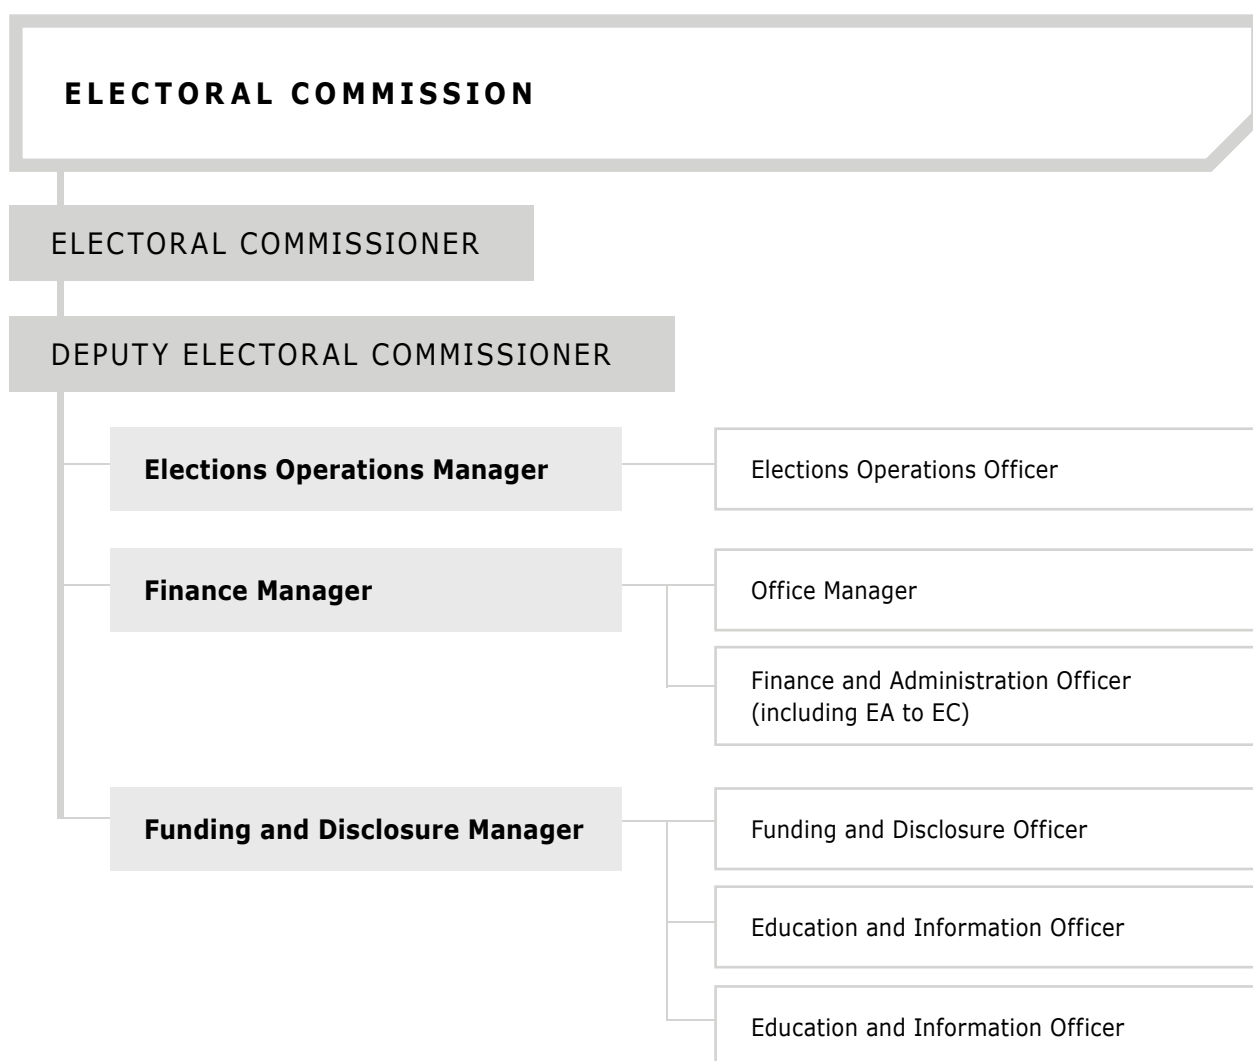 ELECTORAL COMMISSION
ELECTORAL COMMISSIONER
DEPUTY ELECTORAL COMMISSIONER
Elections Operations Manager
Elections Operations Officer
Finance Manager
Office Manager
Finance and Administration Officer
(including EA to EC)
Funding and Disclosure Manager
Funding and Disclosure Officer
Education and Information Officer
Education and Information Officer